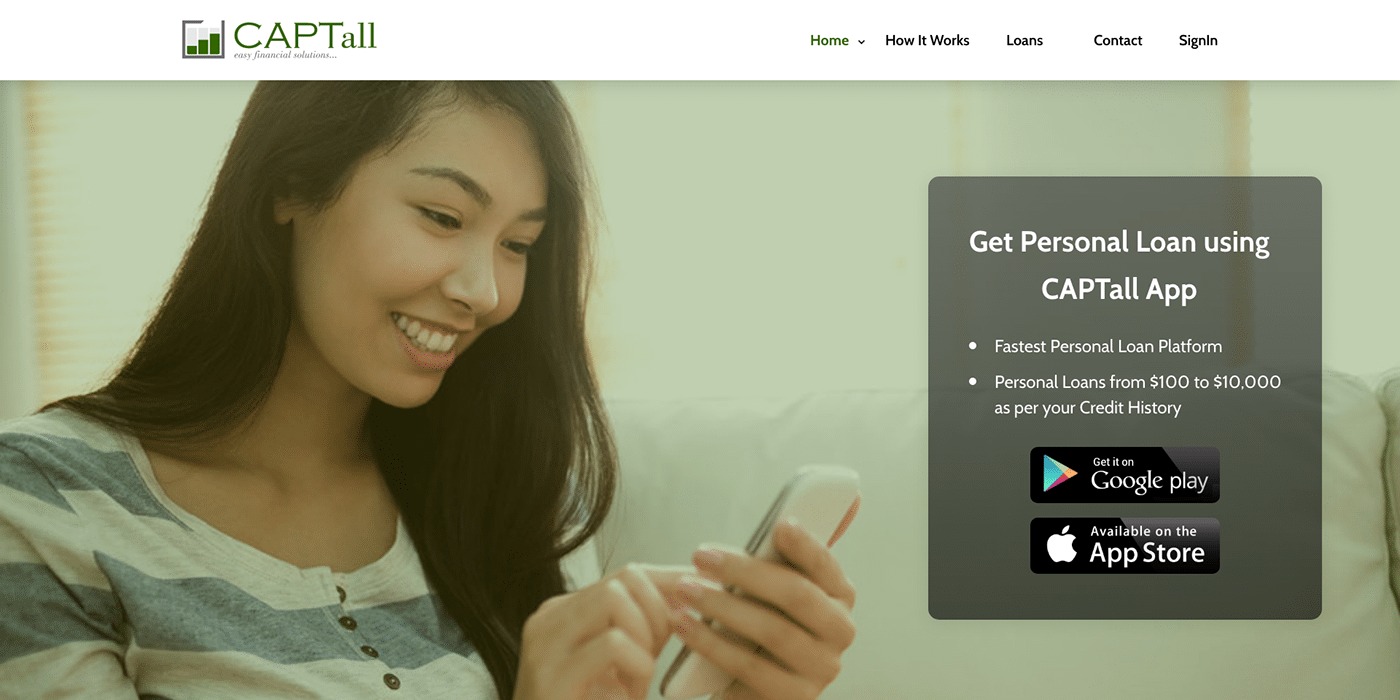 CAPTall
easy financial solutions...
Home
How It Works
Loans
Contact
SignIn
Get Personal Loan using
CAPTall App
Fastest Personal Loan Platform
Personal Loans from $100 to $10,000
as per your Credit History
Get it on
Google play
Available on the
App Store